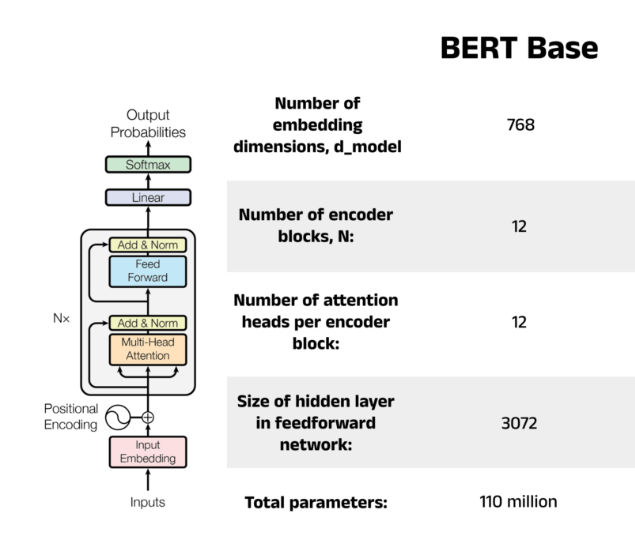 BERT Base
Number of
embedding
dimensions, d_model
768
Number of encoder
blocks, N:
12
Number of attention
heads per encoder
block:
12
Size of hidden layer
in feedforward
network:
3072
Total parameters:
110 million
Output
Probabilities
Softmax
Linear
Add & Norm
Feed
Forward
Nx
Add & Norm
Multi-Head
Attention
Positional
Encoding
Input
Embedding
Inputs